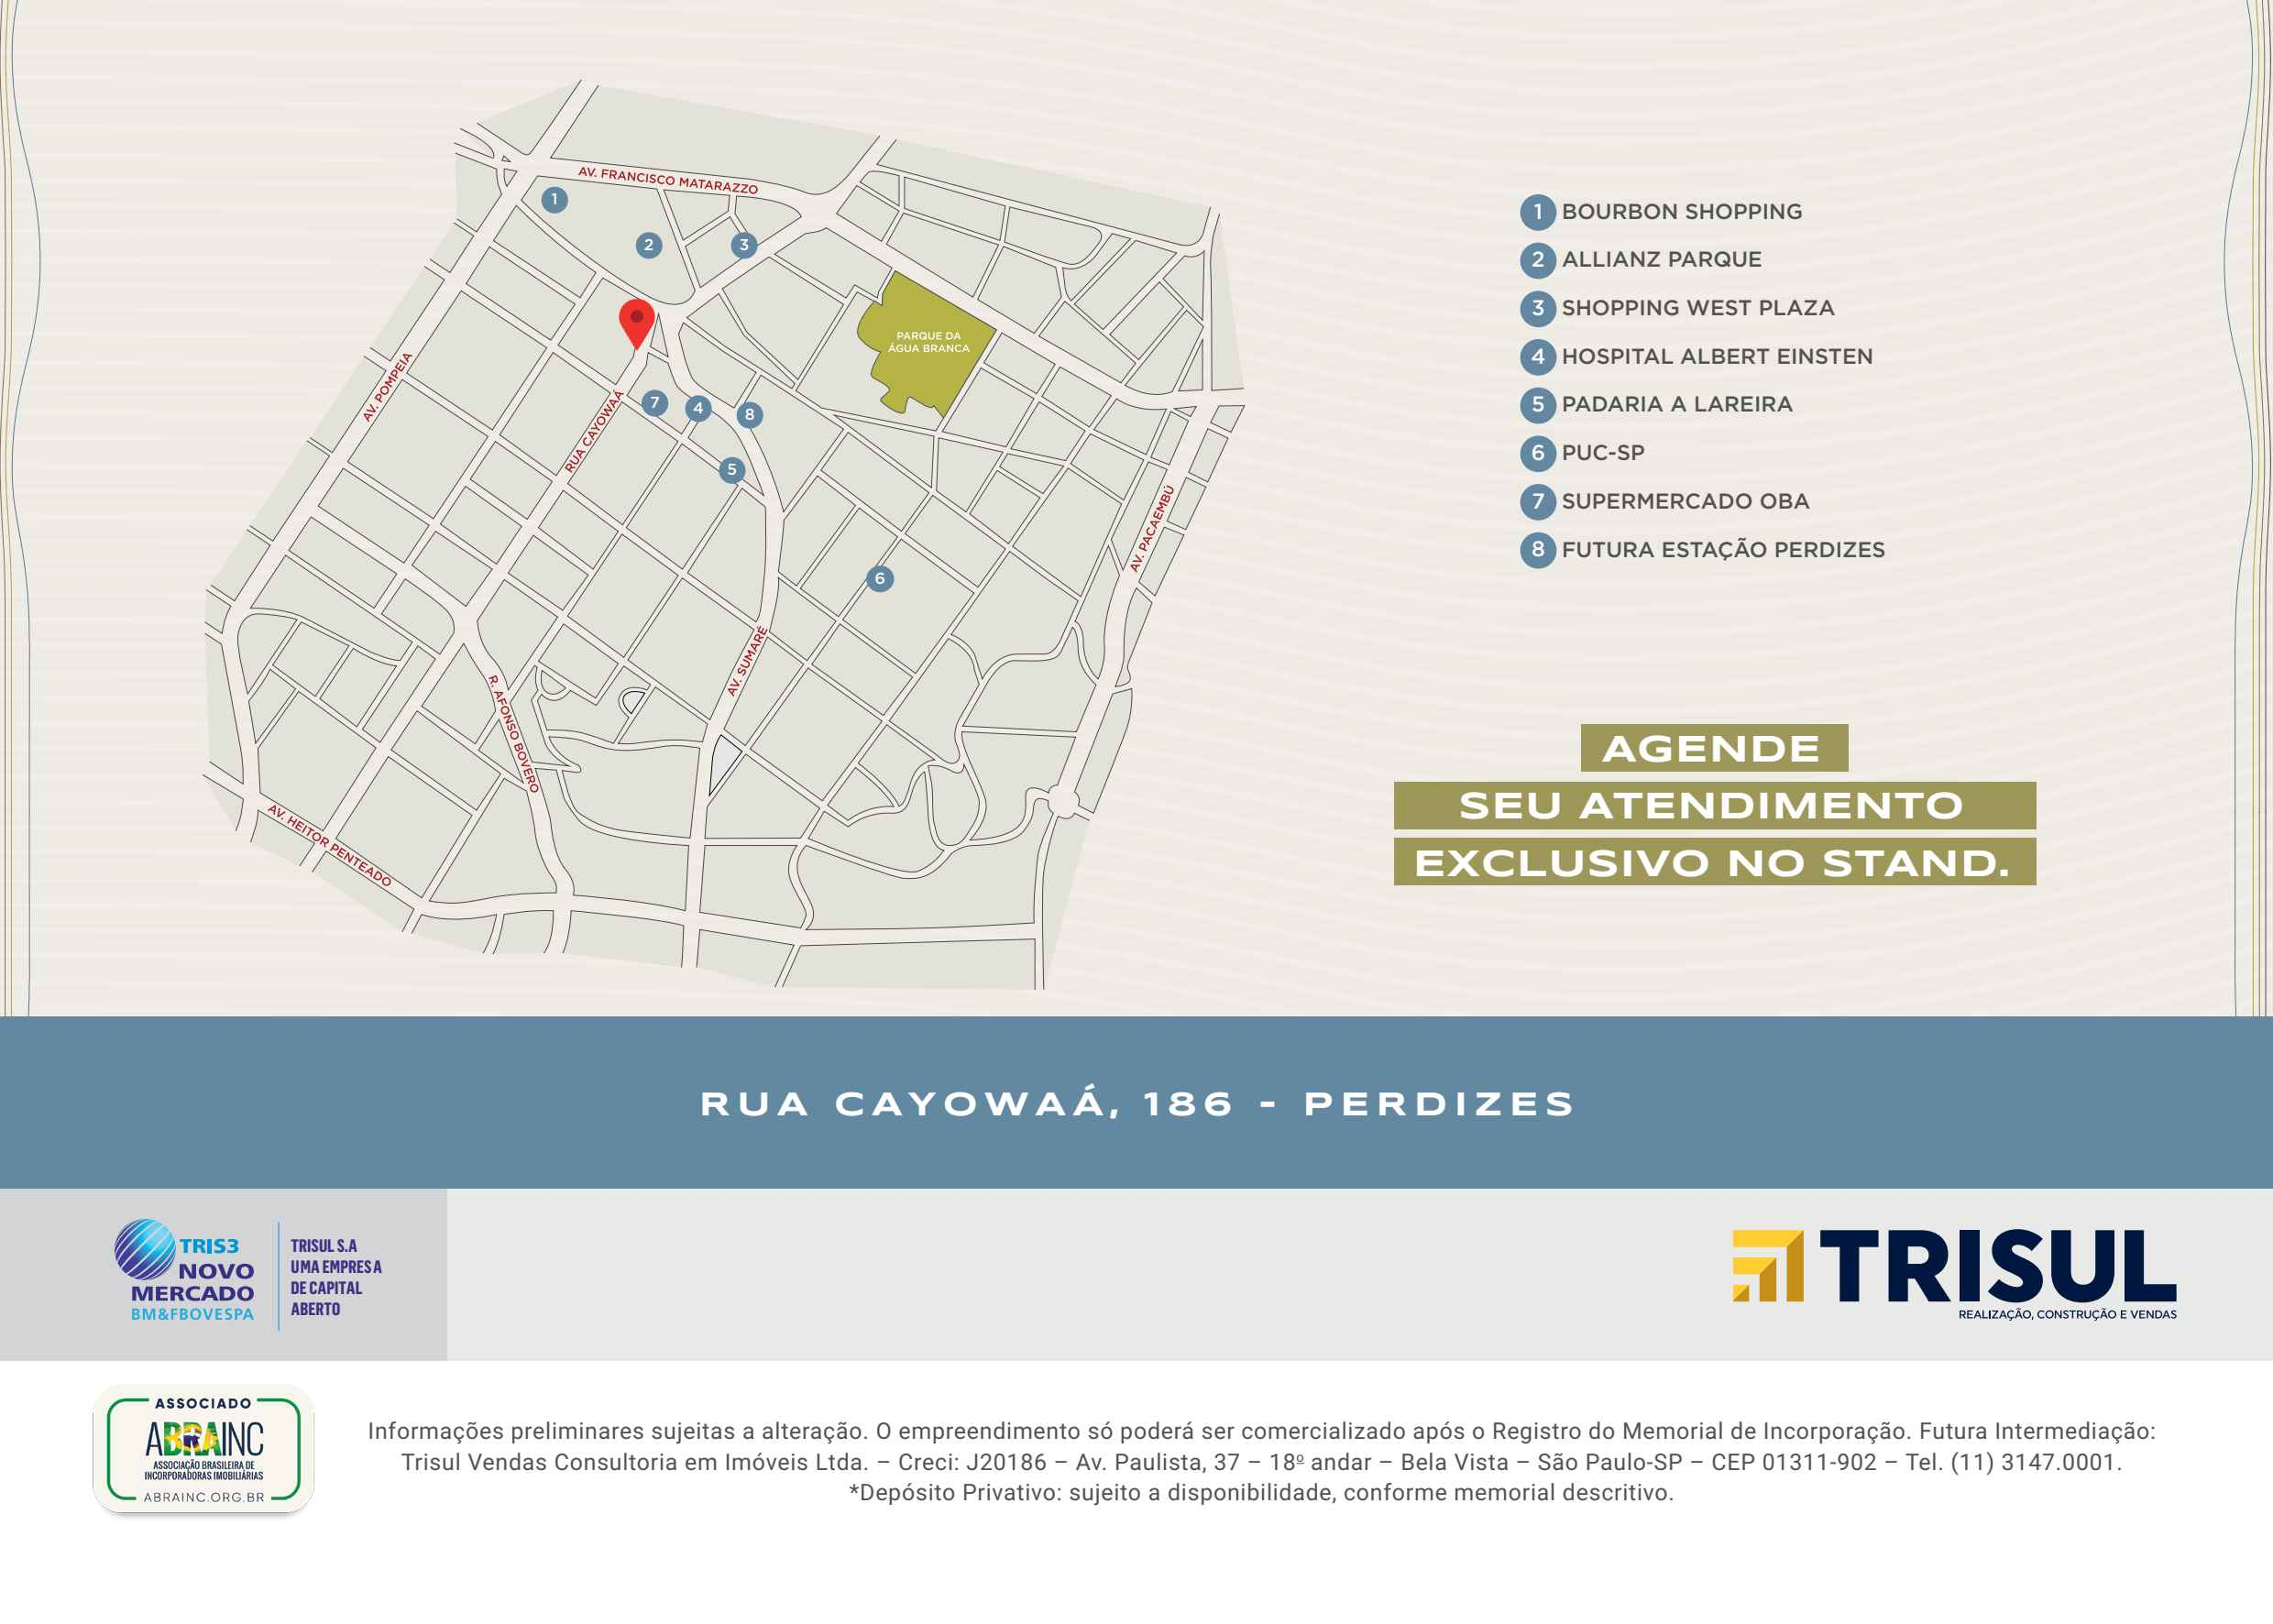 AV. FRANCISCO MATARAZZO
1
2
3
PARQUE DA
ÁGUA BRANCA
AV. POMPEIA
RUA CAYOWAÁ
7
4
8
5
6
AV. PACAEMBÚ
AV. SUMARÉ
R. AFONSO BOVERO
AV. HEITOR PENTEADO
1 BOURBON SHOPPING
2 ALLIANZ PARQUE
3 SHOPPING WEST PLAZA
4 HOSPITAL ALBERT EINSTEN
5 PADARIA A LAREIRA
6 PUC-SP
7 SUPERMERCADO OBA
8 FUTURA ESTAÇÃO PERDIZES
AGENDE
SEU ATENDIMENTO
EXCLUSIVO NO STAND.
RUA CAYOWAÁ, 186 - PERDIZES
TRIS3
NOVO
MERCADO
BM&FBOVESPA
TRISUL S.A
UMA EMPRESA
DE CAPITAL
ABERTO
TRISUL
REALIZAÇÃO, CONSTRUÇÃO E VENDAS
ASSOCIADO
ABRAINC
ASSOCIAÇÃO BRASILEIRA DE
INCORPORADORAS IMOBILIÁRIAS
ABRAINC.ORG.BR
Informações preliminares sujeitas a alteração. O empreendimento só poderá ser comercializado após o Registro do Memorial de Incorporação. Futura Intermediação:
Trisul Vendas Consultoria em Imóveis Ltda. – Creci: J20186 – Av. Paulista, 37 – 18º andar – Bela Vista – São Paulo-SP – CEP 01311-902 – Tel. (11) 3147.0001.
*Depósito Privativo: sujeito a disponibilidade, conforme memorial descritivo.